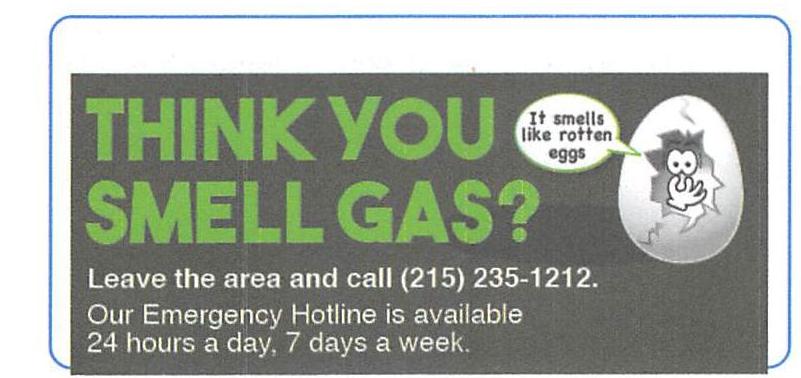 THINK YOU
SMELL GAS?
It smells
like rotten
eggs
Leave the area and call (215) 235-1212.
Our Emergency Hotline is available
24 hours a day, 7 days a week.